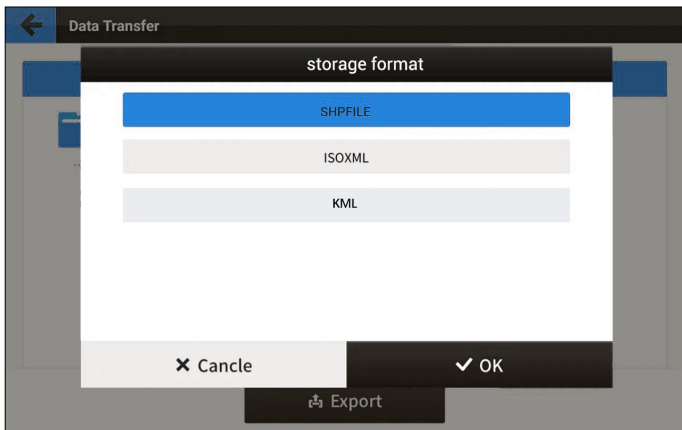 Data Transfer
storage format
SHPFILE
ISOXML
KML
Cancle
OK
Export